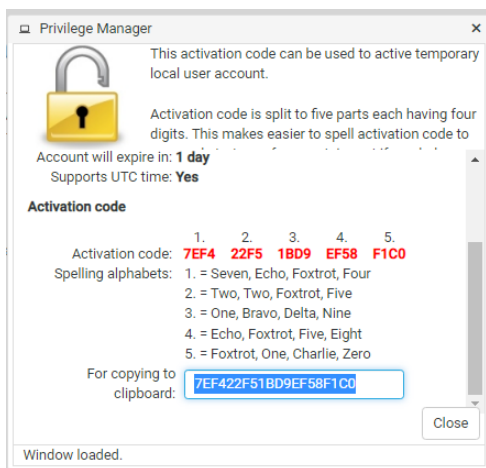 Privilege Manager
This activation code can be used to active temporary
local user account.
Activation code is split to five parts each having four
digits. This makes easier to spell activation code to
Account will expire in: 1 day
Supports UTC time: Yes
Activation code
1. 2. 3. 4. 5.
Activation code: 7EF4 22F5 1BD9 EF58 F1C0
Spelling alphabets: 1. = Seven, Echo, Foxtrot, Four
2. = Two, Two, Foxtrot, Five
3. = One, Bravo, Delta, Nine
4. = Echo, Foxtrot, Five, Eight
5. = Foxtrot, One, Charlie, Zero
For copying to
clipboard: 7EF422F51BD9EF58F1C0
Close
Window loaded.